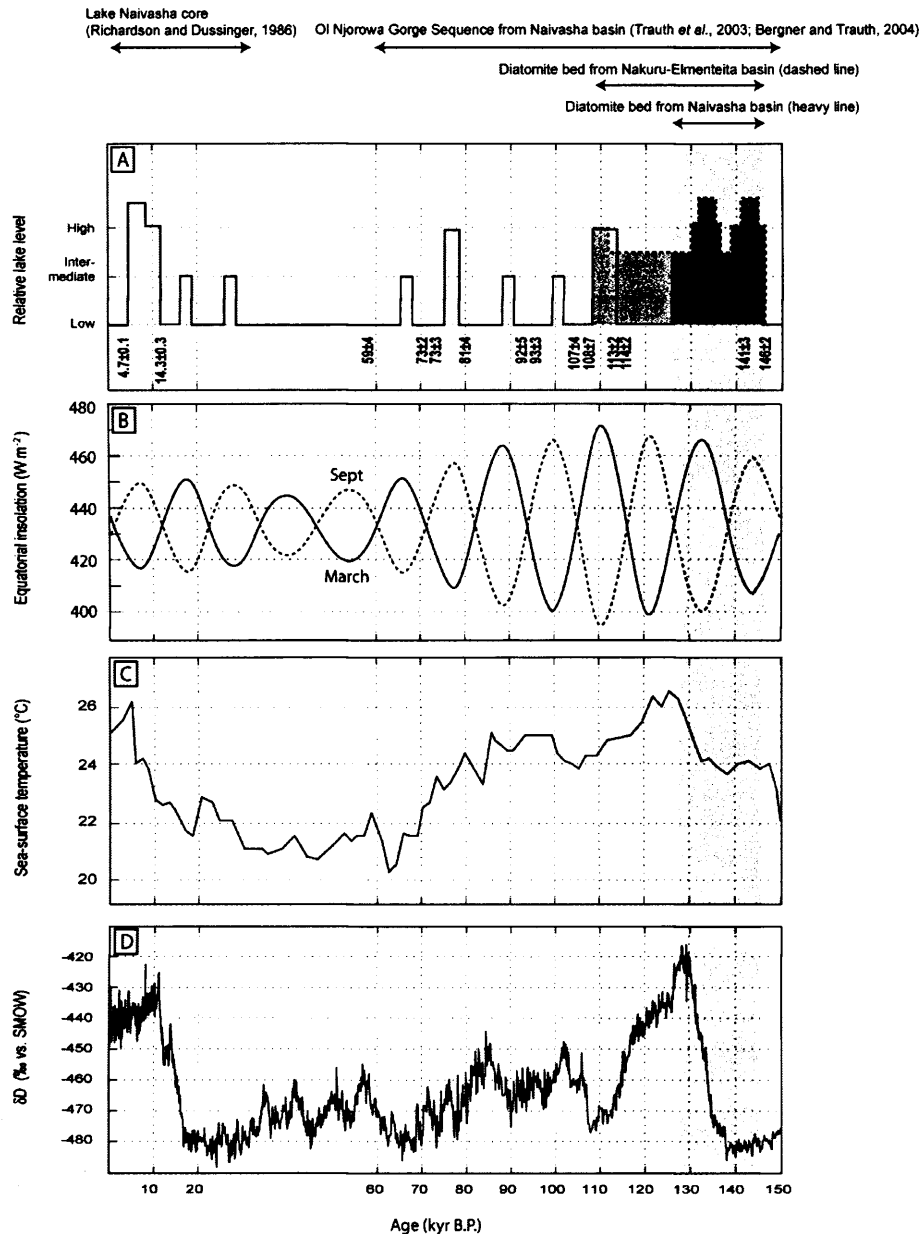 Lake Naivasha core
(Richardson and Dussinger, 1986)
Ol Njorowa Gorge Sequence from Naivasha basin (Trauth et al., 2003; Bergner and Trauth, 2004)
Diatomite bed from Nakuru-Elmenteita basin (dashed line)
Diatomite bed from Naivasha basin (heavy line)
A
Relative lake level
High
Inter-
mediate
Low
4.7±0.1
14.3±0.3
59±4
73±2
73±3
81±4
92±5
93±3
107±4
108±7
113±2
114±2
141±3
146±2
B
Equatorial insolation (W m-2)
480
460
440
420
400
Sept
March
C
Sea-surface temperature (°C)
26
24
22
20
D
δD (‰ vs. SMOW)
-420
-430
-440
-450
-460
-470
-480
10 20 60 70 80 90 100 110 120 130 140 150
Age (kyr B.P.)